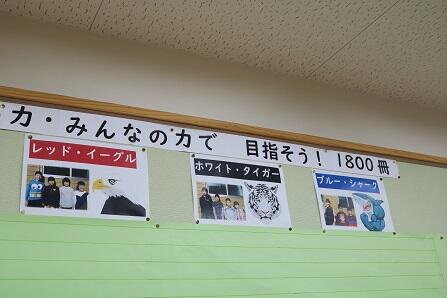 力・みんなの力で　目指そう！ 1800冊
レッド・イーグル
ホワイト・タイガー
ブルー・シャーク